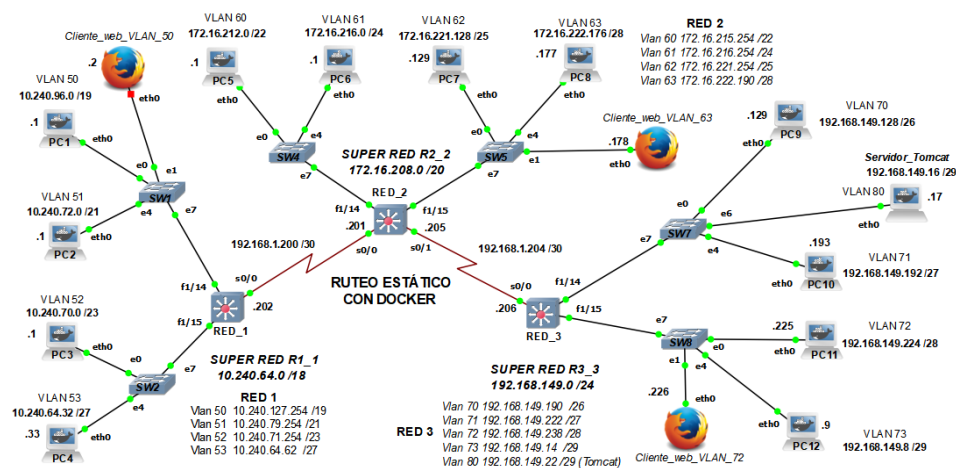 Cliente_web_VLAN_50
.2
eth0
VLAN 50
10.240.96.0 /19
.1
eth0
PC1
e0
e1
SW1
e4
e7
VLAN 51
10.240.72.0 /21
.1
eth0
PC2
VLAN 52
10.240.70.0 /23
.1
eth0
PC3
e0
e7
SW2
e4
VLAN 53
10.240.64.32 /27
.33
eth0
PC4
f1/14
s0/0
.202
f1/15
RED_1
SUPER RED R1_1
10.240.64.0 /18
RED 1
Vlan 50 10.240.127.254 /19
Vlan 51 10.240.79.254 /21
Vlan 52 10.240.71.254 /23
Vlan 53 10.240.64.62 /27
192.168.1.200 /30
VLAN 60
172.16.212.0 /22
.1
PC5
eth0
VLAN 61
172.16.216.0 /24
.1
PC6
eth0
e0
e4
SW4
e7
SUPER RED R2_2
172.16.208.0 /20
RED_2
f1/14
f1/15
.201
.205
s0/0
s0/1
VLAN 62
172.16.221.128 /25
.129
PC7
eth0
VLAN 63
172.16.222.176 /28
.177
PC8
eth0
e0
e4
SW5
e1
e7
RED 2
Vlan 60 172.16.215.254 /22
Vlan 61 172.16.216.254 /24
Vlan 62 172.16.221.254 /25
Vlan 63 172.16.222.190 /28
Cliente_web_VLAN_63
.178
eth0
RUTEO ESTÁTICO
CON DOCKER
192.168.1.204 /30
s0/0
.206
f1/14
f1/15
RED_3
SUPER RED R3_3
192.168.149.0 /24
RED 3
Vlan 70 192.168.149.190 /26
Vlan 71 192.168.149.222 /27
Vlan 72 192.168.149.238 /28
Vlan 73 192.168.149.14 /29
Vlan 80 192.168.149.22 /29 (Tomcat)
.129
eth0
PC9
VLAN 70
192.168.149.128 /26
Servidor_Tomcat
192.168.149.16 /29
VLAN 80
.17
eth0
e0
e6
SW7
e7
e4
.193
eth0
PC10
VLAN 71
192.168.149.192 /27
e7
SW8
e0
e1
e4
.225
eth0
PC11
VLAN 72
192.168.149.224 /28
.226
eth0
Cliente_web_VLAN_72
eth0
.9
PC12
VLAN 73
192.168.149.8 /29